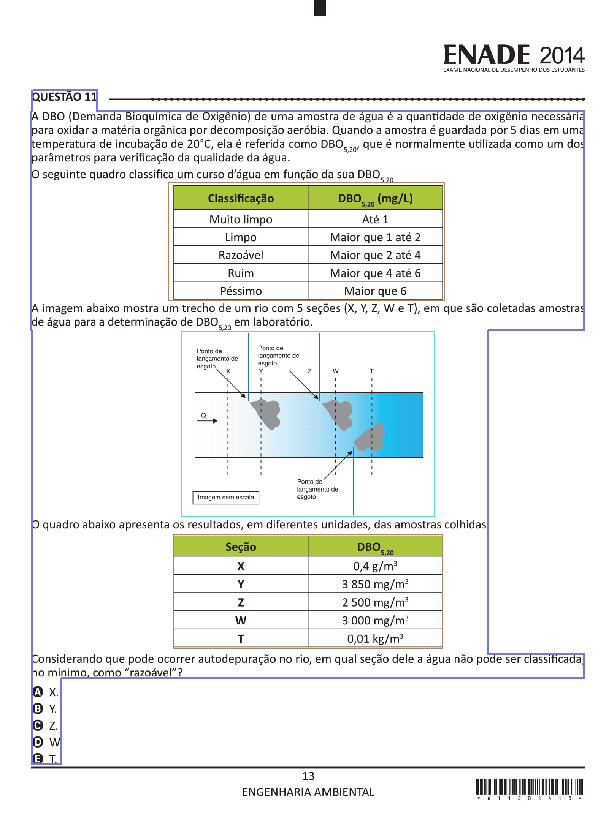 ENADE 2014
EXAME NACIONAL DE DESEMPENHO DOS ESTUDANTES
QUESTÃO 11
A DBO (Demanda Bioquímica de Oxigênio) de uma amostra de água é a quantidade de oxigênio necessária
para oxidar a matéria orgânica por decomposição aeróbia. Quando a amostra é guardada por 5 dias em uma
temperatura de incubação de 20°C, ela é referida como DBO5,20, que é normalmente utilizada como um dos
parâmetros para verificação da qualidade da água.
O seguinte quadro classifica um curso d’água em função da sua DBO5,20
Classificação DBO5,20 (mg/L)
Muito limpo Até 1
Limpo Maior que 1 até 2
Razoável Maior que 2 até 4
Ruim Maior que 4 até 6
Péssimo Maior que 6
A imagem abaixo mostra um trecho de um rio com 5 seções (X, Y, Z, W e T), em que são coletadas amostras
de água para a determinação de DBO5,20 em laboratório.
Ponto de
lançamento de
esgoto
Ponto de
lançamento de
esgoto
X Y Z W T
Q
Ponto de
lançamento de
esgoto
Imagem sem escala
O quadro abaixo apresenta os resultados, em diferentes unidades, das amostras colhidas
Seção DBO5,20
X 0,4 g/m³
Y 3 850 mg/m³
Z 2 500 mg/m³
W 3 000 mg/m³
T 0,01 kg/m³
Considerando que pode ocorrer autodepuração no rio, em qual seção dele a água não pode ser classificada,
no mínimo, como “razoável”?
A X.
B Y.
C Z.
D W
E T.
13
ENGENHARIA AMBIENTAL